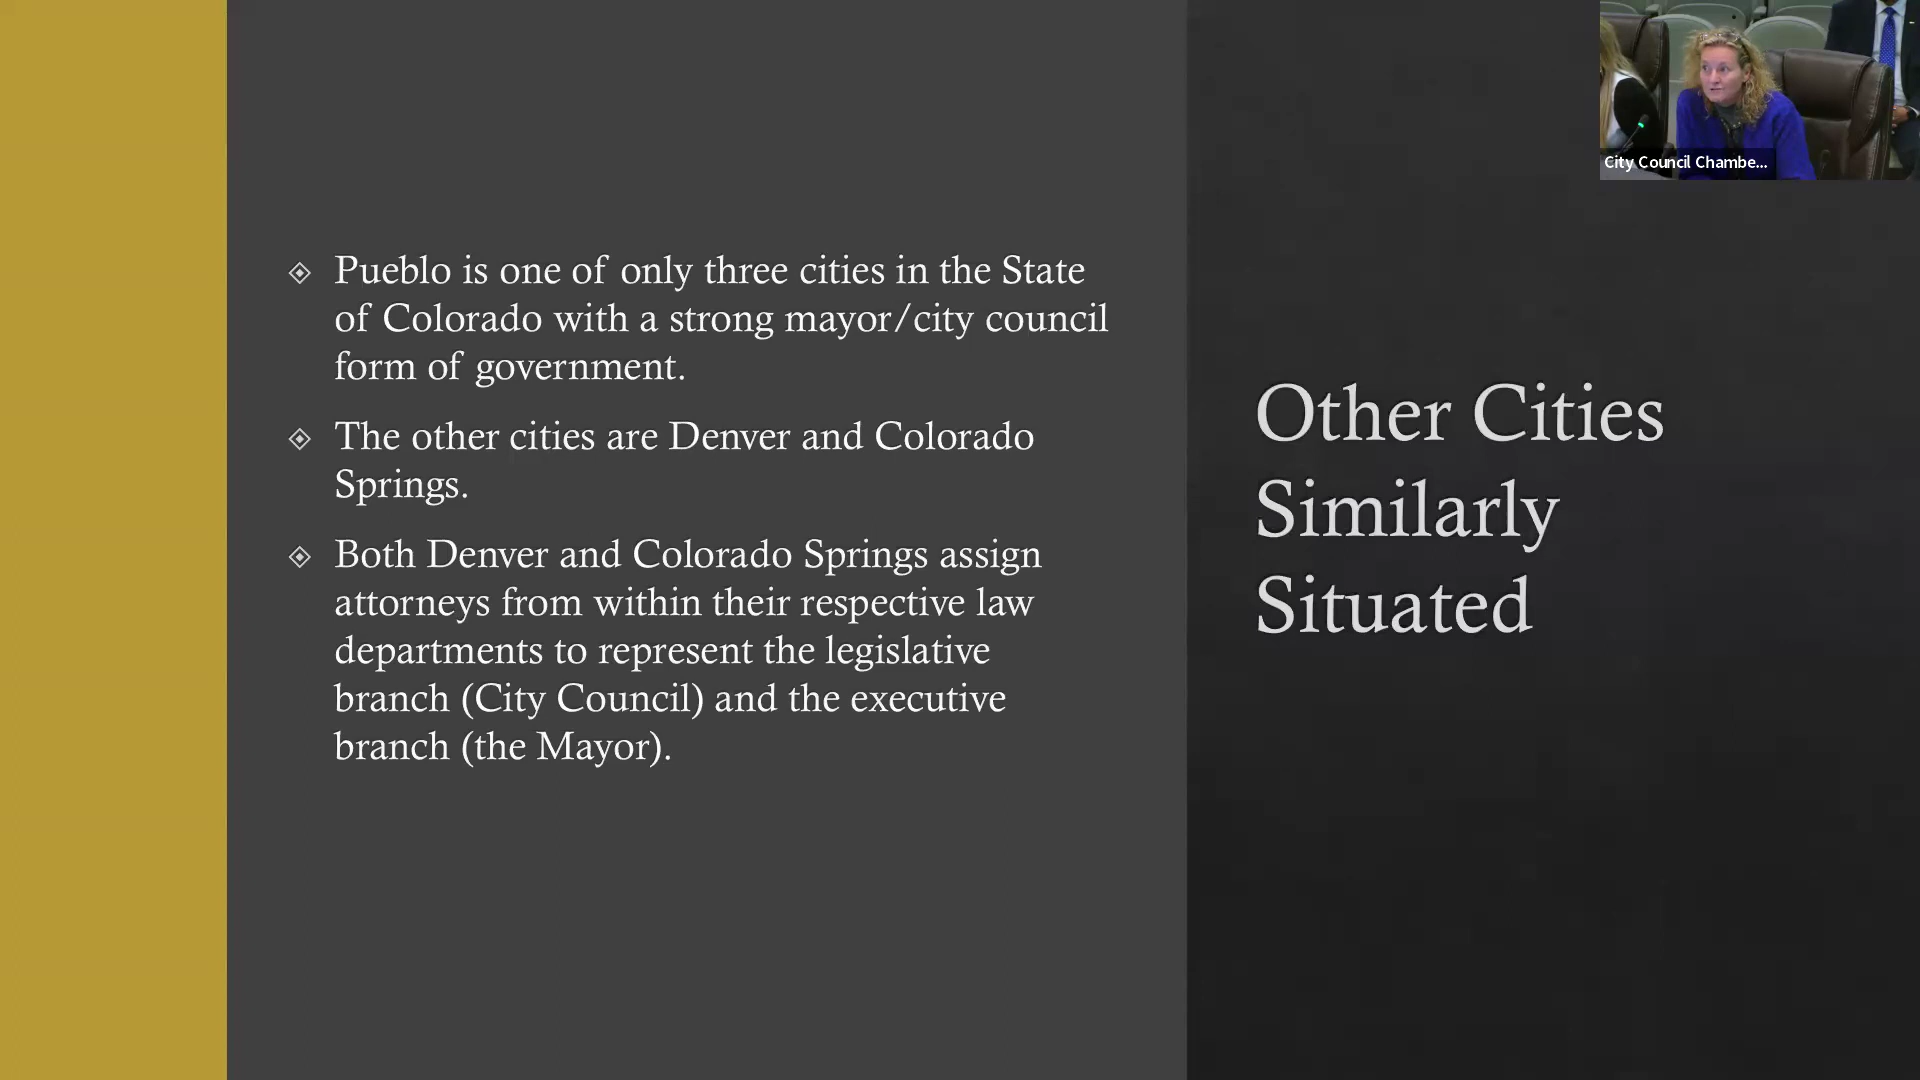 Pueblo is one of only three cities in the State
of Colorado with a strong mayor/city council
form of government.
The other cities are Denver and Colorado
Springs.
Both Denver and Colorado Springs assign
attorneys from within their respective law
departments to represent the legislative
branch (City Council) and the executive
branch (the Mayor).
Other Cities
Similarly
Situated
City Council Chambe...